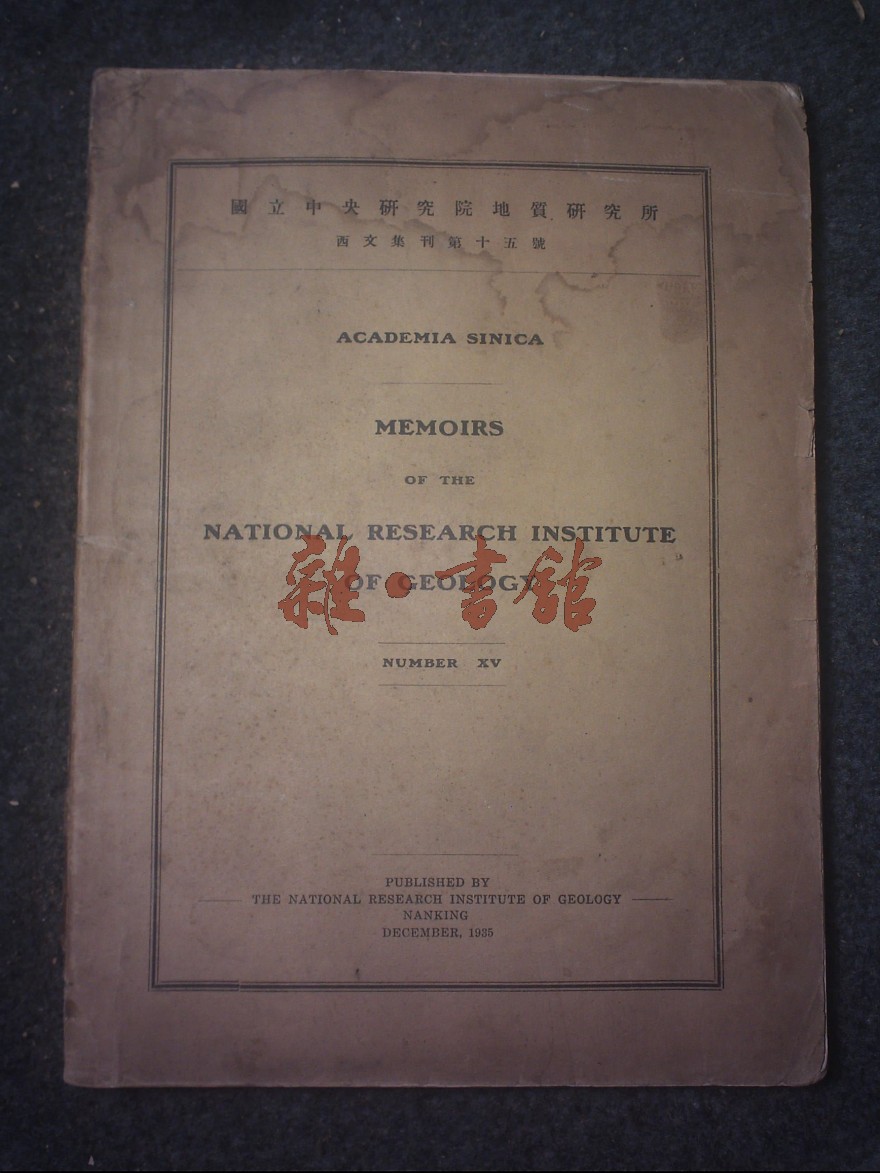 國立中央研究院地質研究所
西文集刊第十五號
ACADEMIA SINICA
MEMOIRS
OF THE
NATIONAL RESEARCH INSTITUTE
OF GEOLOGY
雜·書館
NUMBER XV
PUBLISHED BY
THE NATIONAL RESEARCH INSTITUTE OF GEOLOGY
NANKING
DECEMBER, 1935